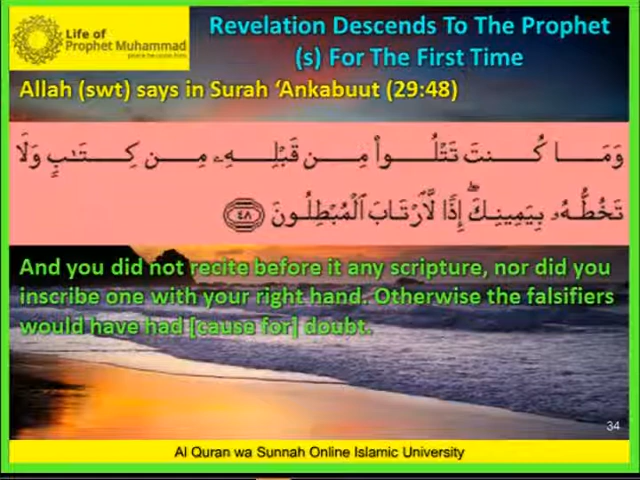 Life of
Prophet Muhammad
Revelation Descends To The Prophet
(s) For The First Time
Allah (swt) says in Surah ‘Ankabuut (29:48)
وَمَا كُنتَ تَتْلُوا۟ مِن قَبْلِهِۦ مِن كِتَٰبٍ وَلَا
تَخُطُّهُۥ بِيَمِينِكَ ۖ إِذًا لَّٱرْتَابَ ٱلْمُبْطِلُونَ ﴿٤٨﴾
And you did not recite before it any scripture, nor did you
inscribe one with your right hand. Otherwise the falsifiers
would have had [cause for] doubt.
34
Al Quran wa Sunnah Online Islamic University